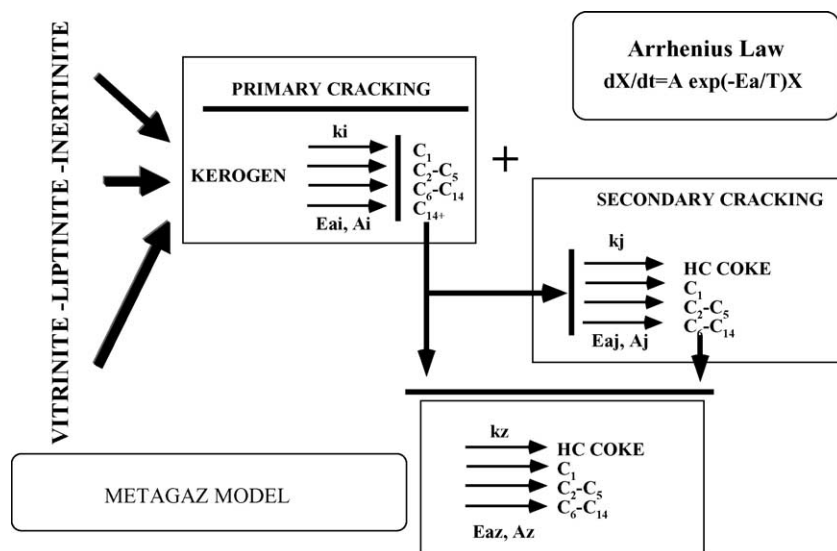 VITRINITE -LIPTINITE -INERTINITE
PRIMARY CRACKING
KEROGEN
ki
Eai, Ai
C₁
C₂-C₅
C₆-C₁₄
C₁₄₊
+
Arrhenius Law
dX/dt=A exp(-Ea/T)X
SECONDARY CRACKING
kj
Eaj, Aj
HC COKE
C₁
C₂-C₅
C₆-C₁₄
kz
Eaz, Az
HC COKE
C₁
C₂-C₅
C₆-C₁₄
METAGAZ MODEL